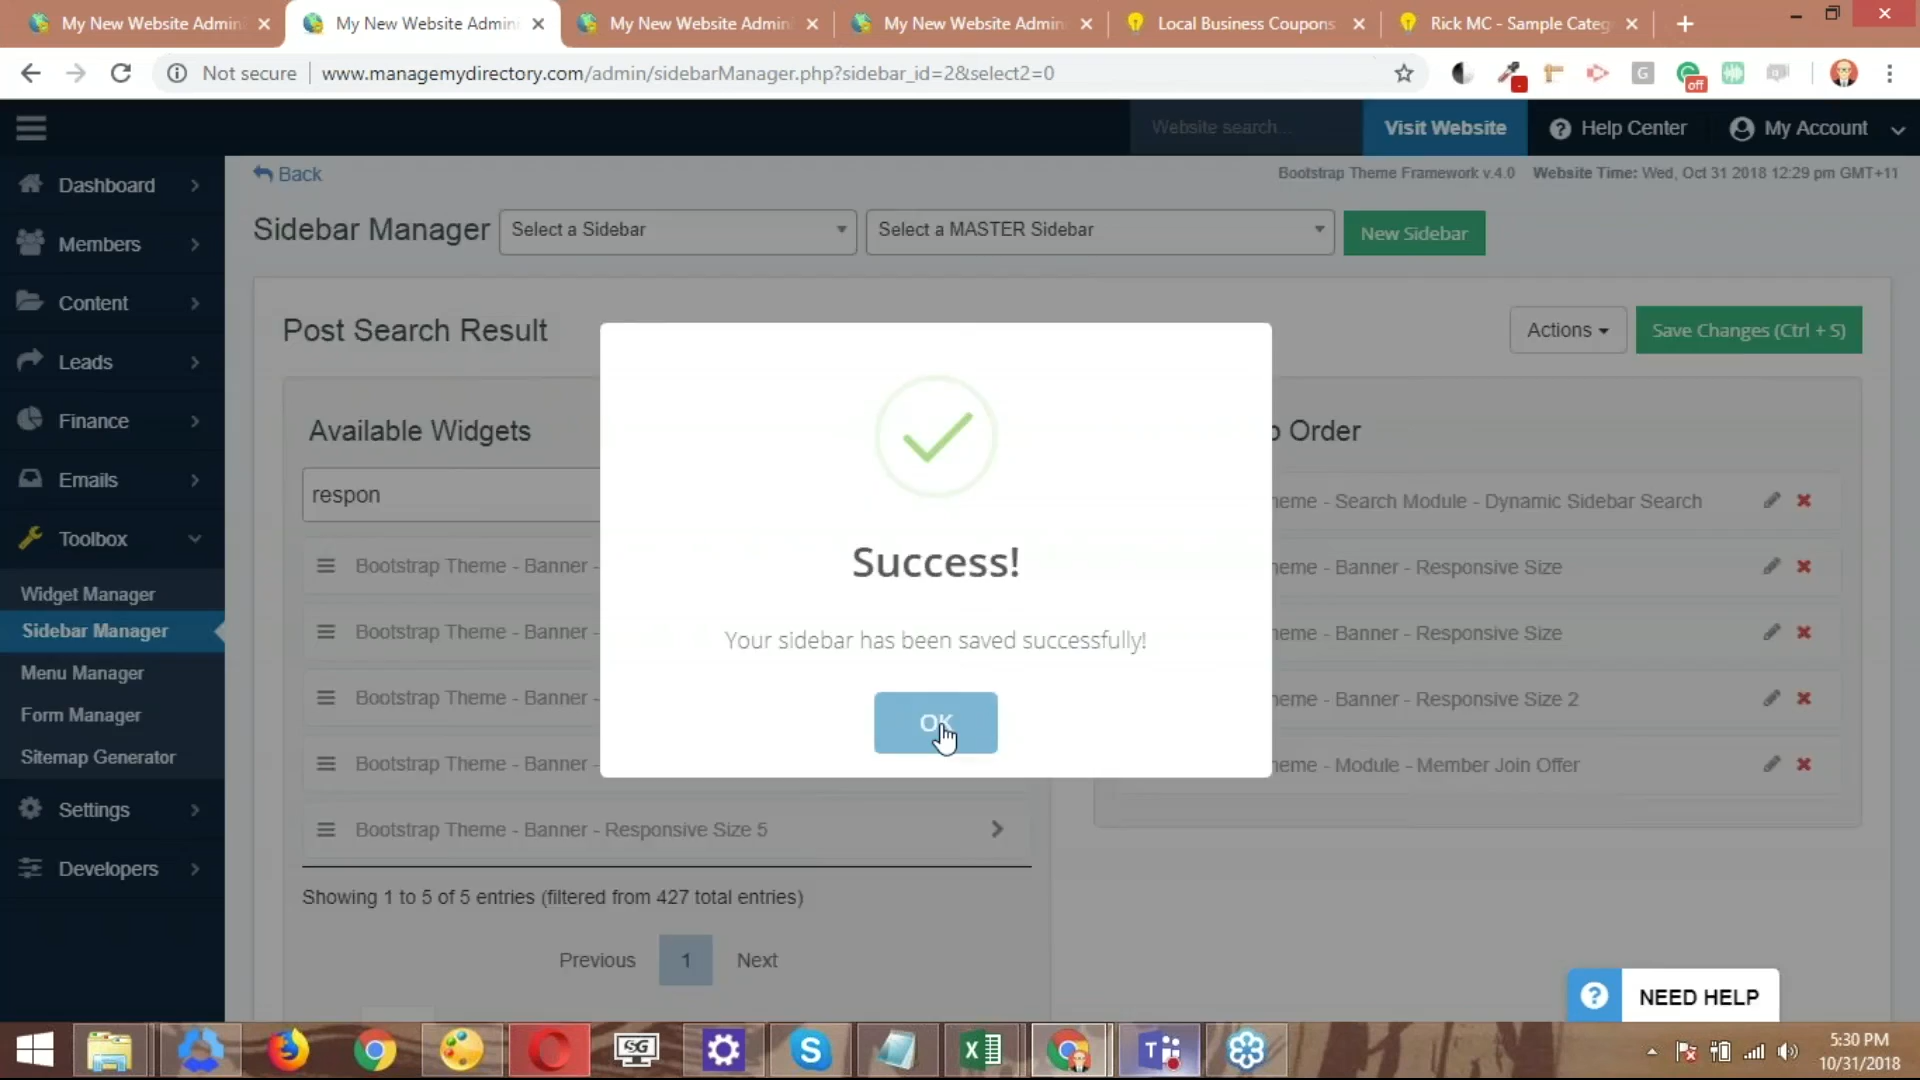 My New Website Admin
My New Website Admin
My New Website Admin
My New Website Admin
Local Business Coupons
Rick MC - Sample Categ
Not secure
www.managemydirectory.com/admin/sidebarManager.php?sidebar_id=2&select2=0
off
Website search...
Visit Website
Help Center
My Account
Back
Bootstrap Theme Framework v.4.0
Website Time: Wed, Oct 31 2018 12:29 pm GMT+11
Dashboard
Members
Content
Leads
Finance
Emails
Toolbox
Widget Manager
Sidebar Manager
Menu Manager
Form Manager
Sitemap Generator
Settings
Developers
Sidebar Manager
Select a Sidebar
Select a MASTER Sidebar
New Sidebar
Post Search Result
Actions
Save Changes (Ctrl + S)
Available Widgets
respon
Bootstrap Theme - Banner -
Bootstrap Theme - Banner -
Bootstrap Theme - Banner -
Bootstrap Theme - Banner -
Bootstrap Theme - Banner - Responsive Size 5
Showing 1 to 5 of 5 entries (filtered from 427 total entries)
Previous
1
Next
Order
eme - Search Module - Dynamic Sidebar Search
eme - Banner - Responsive Size
eme - Banner - Responsive Size
eme - Banner - Responsive Size 2
eme - Module - Member Join Offer
Success!
Your sidebar has been saved successfully!
OK
NEED HELP
5:30 PM
10/31/2018